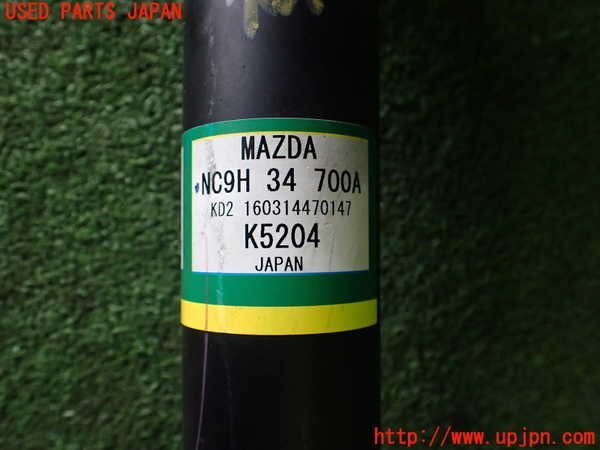 USED PARTS JAPAN
MAZDA
NC9H 34 700A
KD2 160314470147
K5204
JAPAN
http://www.upjpn.com/